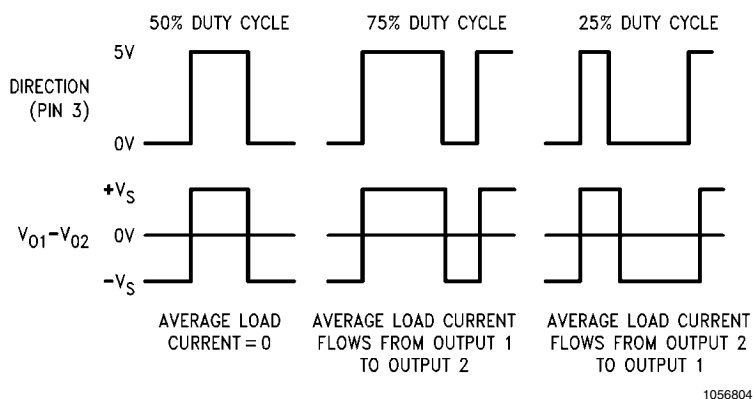 50% DUTY CYCLE
75% DUTY CYCLE
25% DUTY CYCLE
5V
DIRECTION
(PIN 3)
0V
+VS
VO1−VO2
0V
−VS
AVERAGE LOAD
CURRENT = 0
AVERAGE LOAD CURRENT
FLOWS FROM OUTPUT 1
TO OUTPUT 2
AVERAGE LOAD CURRENT
FLOWS FROM OUTPUT 2
TO OUTPUT 1
1056804